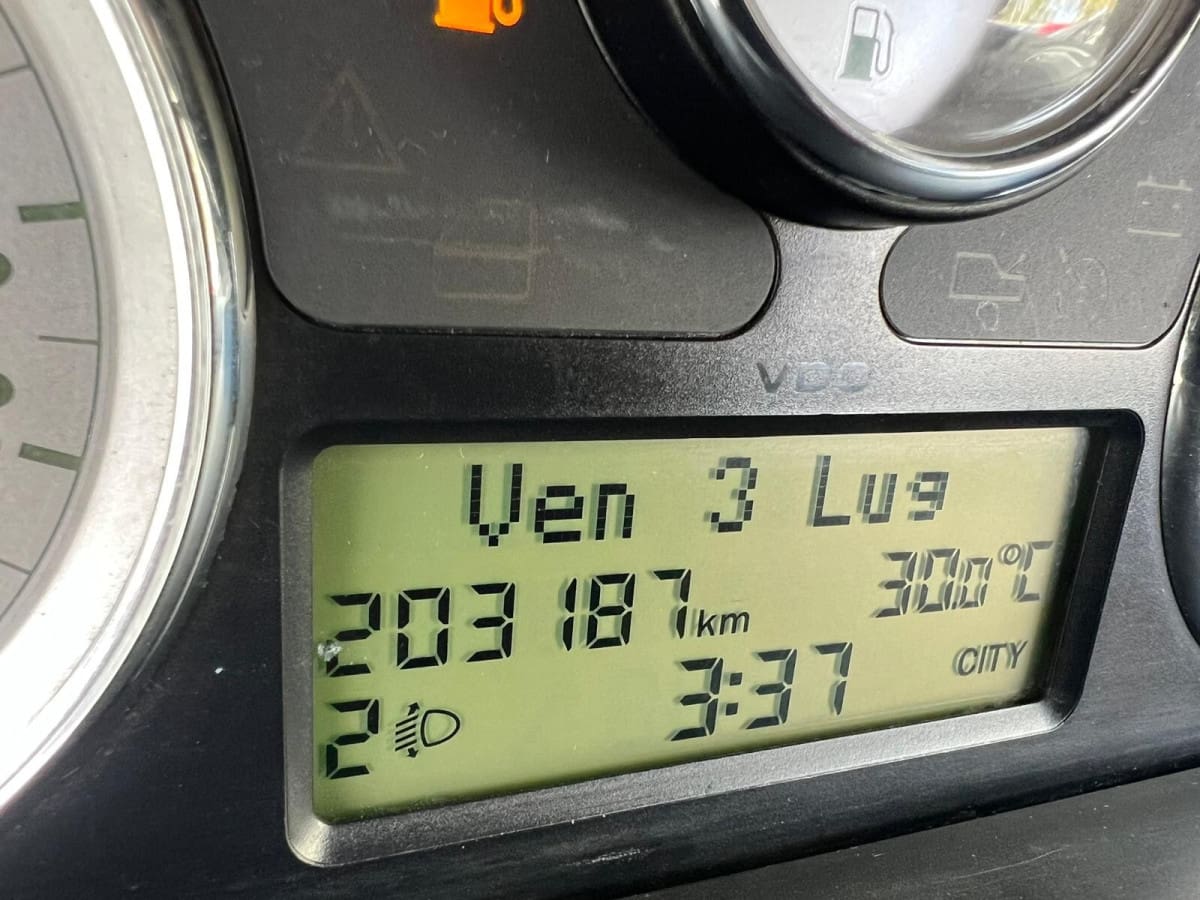 VDO
Ven 3 Lug
203187km 30.0°C
2 3:37 CITY